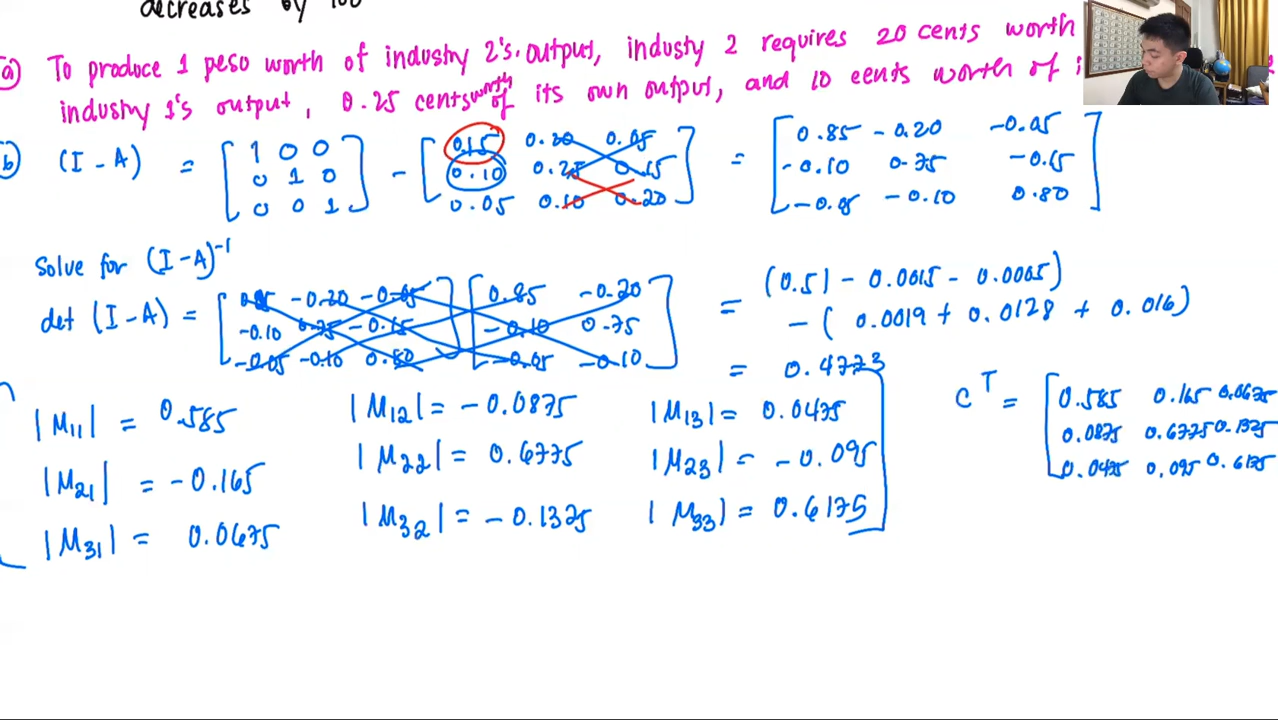 decreases by 100
(a) To produce 1 peso worth of industry 2's output, industy 2 requires 20 cents worth
industry 1's output, 0.25 cents worth of its own output, and 10 cents worth of i
(b) (I - A) = [ 1 0 0 ; 0 1 0 ; 0 0 1 ] - [ 0.15 0.20 0.05 ; 0.10 0.25 0.15 ; 0.05 0.10 0.20 ] = [ 0.85 -0.20 -0.05 ; -0.10 0.75 -0.15 ; -0.05 -0.10 0.80 ]
Solve for (I - A)⁻¹
det (I - A) = [ 0.85 -0.20 -0.05 ; -0.10 0.75 -0.15 ; -0.05 -0.10 0.80 ] [ 0.85 -0.20 ; -0.10 0.75 ; -0.05 -0.10 ] = (0.51 - 0.0015 - 0.0005)
- ( 0.0019 + 0.0128 + 0.016)
= 0.4773
|M11| = 0.585 |M12| = -0.0875 |M13| = 0.0475
|M21| = -0.165 |M22| = 0.6775 |M23| = -0.095
|M31| = 0.0675 |M32| = -0.1325 |M33| = 0.6175
Cᵀ = [ 0.585 0.165 0.0675 ; 0.0875 0.6775 0.1325 ; 0.0475 0.095 0.6175